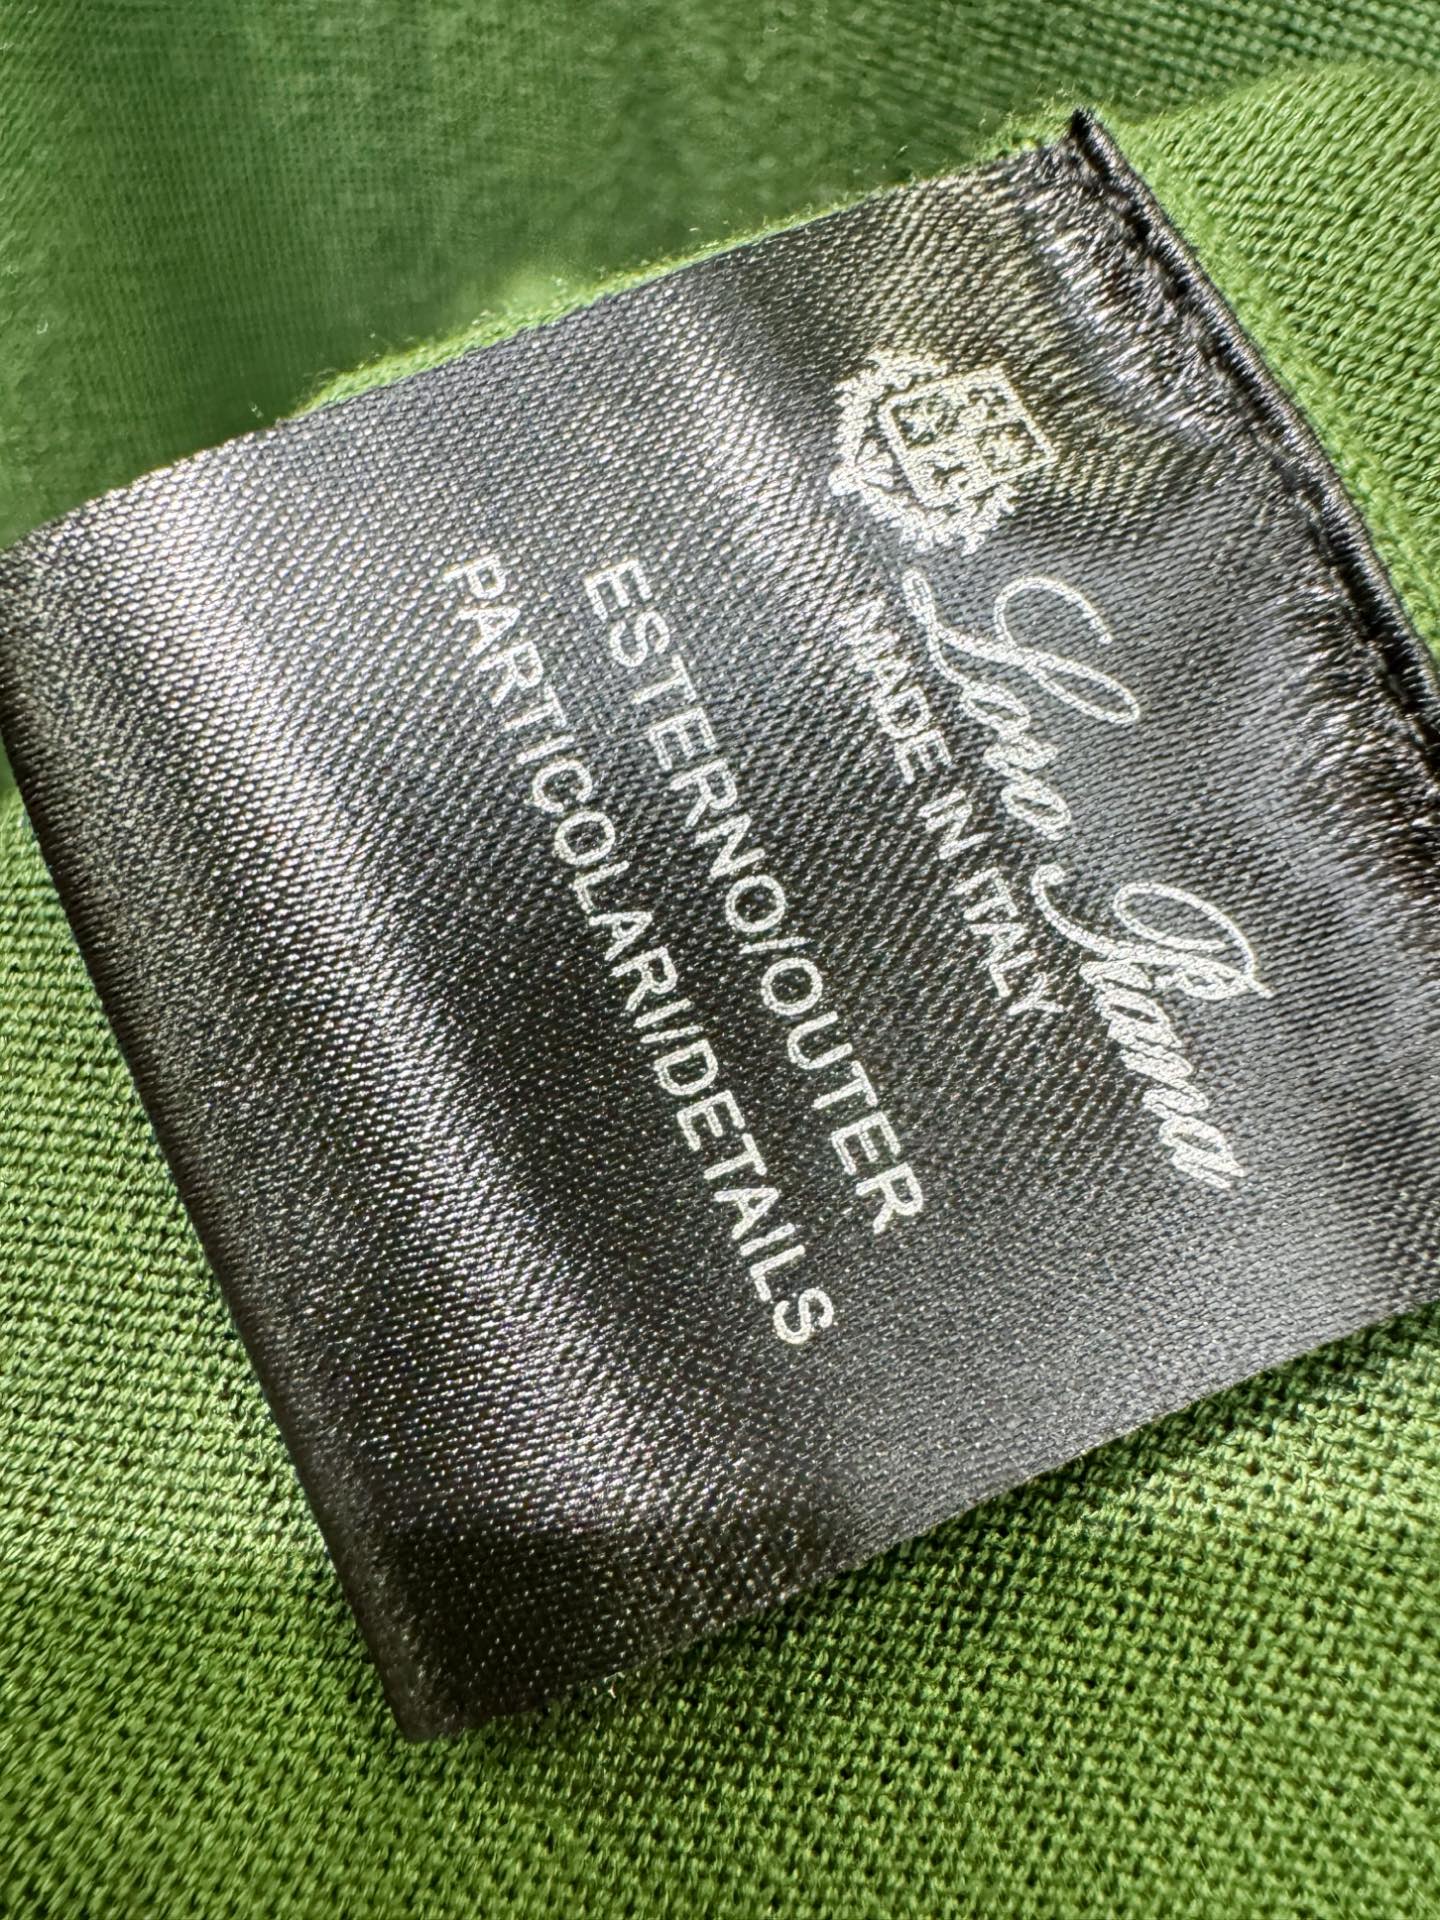 Loro Piana
MADE IN ITALY
ESTERNO/OUTER
PARTICOLARI/DETAILS